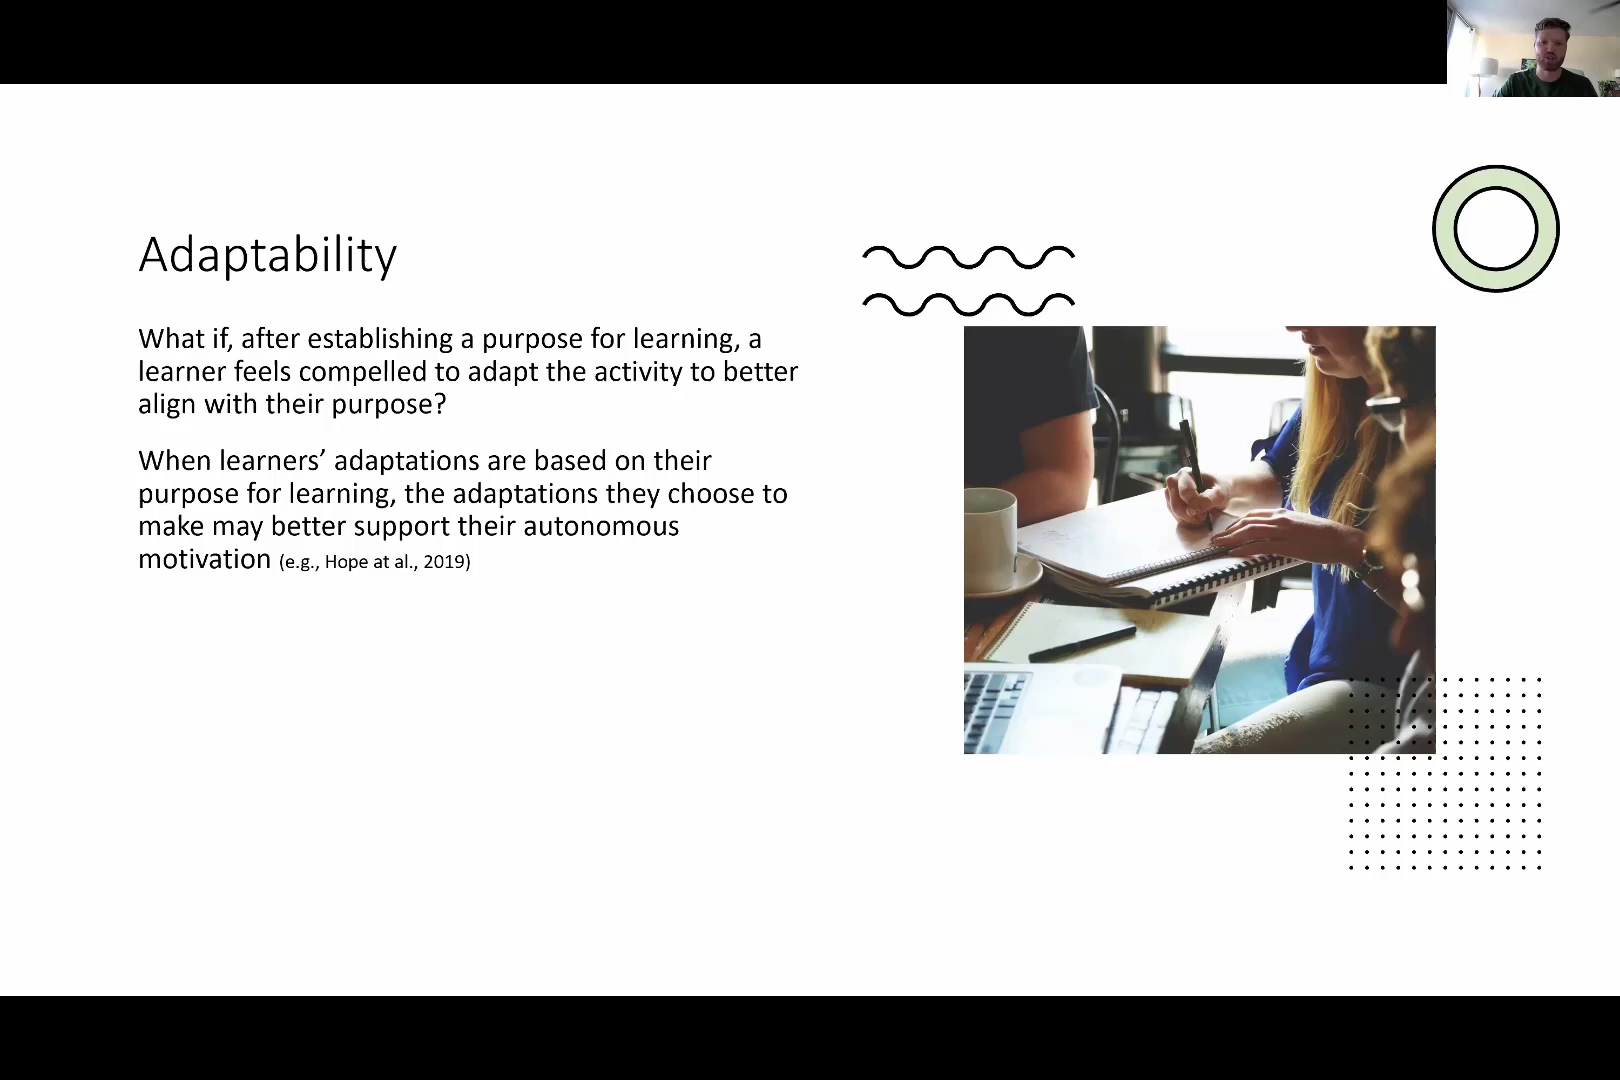 Adaptability
What if, after establishing a purpose for learning, a
learner feels compelled to adapt the activity to better
align with their purpose?
When learners’ adaptations are based on their
purpose for learning, the adaptations they choose to
make may better support their autonomous
motivation (e.g., Hope at al., 2019)